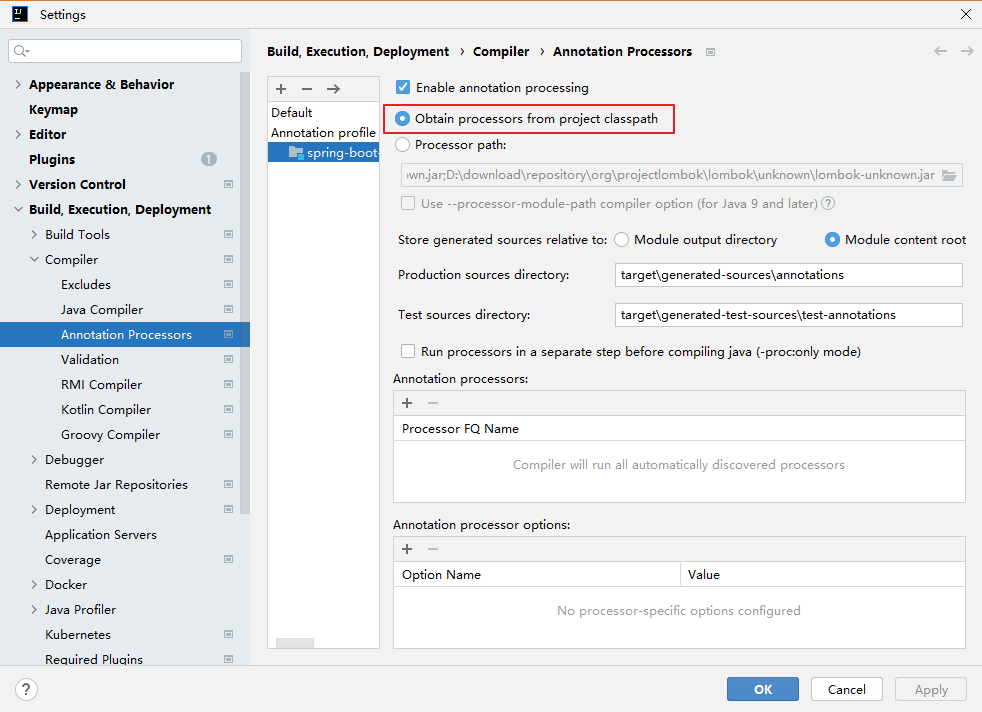 Settings
Appearance & Behavior
Keymap
Editor
Plugins 1
Version Control
Build, Execution, Deployment
Build Tools
Compiler
Excludes
Java Compiler
Annotation Processors
Validation
RMI Compiler
Kotlin Compiler
Groovy Compiler
Debugger
Remote Jar Repositories
Deployment
Application Servers
Coverage
Docker
Java Profiler
Kubernetes
Required Plugins
Build, Execution, Deployment › Compiler › Annotation Processors
Default
Annotation profile
spring-boot-
Enable annotation processing
Obtain processors from project classpath
Processor path:
own.jar;D:\download\repository\org\projectlombok\lombok\unknown\lombok-unknown.jar
Use --processor-module-path compiler option (for Java 9 and later) ?
Store generated sources relative to: Module output directory Module content root
Production sources directory: target\generated-sources\annotations
Test sources directory: target\generated-test-sources\test-annotations
Run processors in a separate step before compiling java (-proc:only mode)
Annotation processors:
Processor FQ Name
Compiler will run all automatically discovered processors
Annotation processor options:
Option Name Value
No processor-specific options configured
? OK Cancel Apply